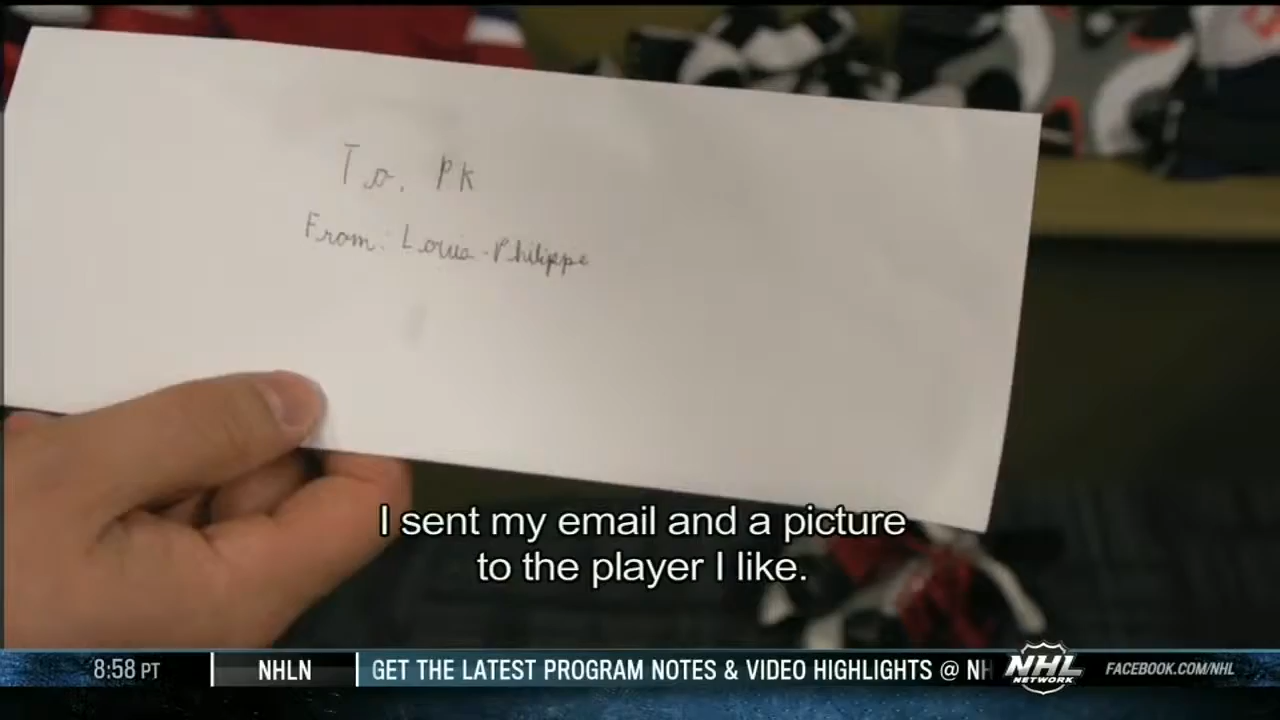 To. PK
From: Louis-Philippe
I sent my email and a picture
to the player I like.
8:58 PT
NHLN
GET THE LATEST PROGRAM NOTES & VIDEO HIGHLIGHTS @ NH
NHL
NETWORK
FACEBOOK.COM/NHL